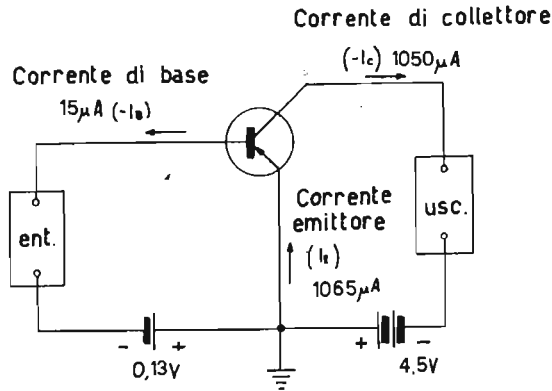 Corrente di collettore
(-Ic) 1050μA
Corrente di base
15μA (-IB)
Corrente
emittore
(IE)
1065μA
ent.
usc.
- +
0,13V
+ -
4,5V